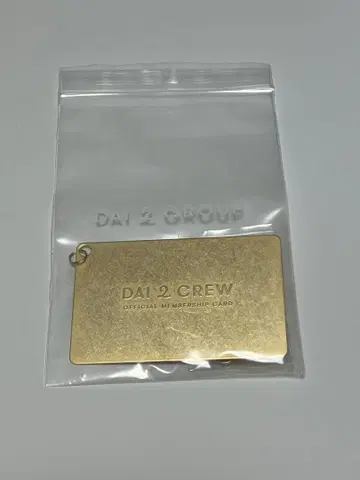 DAI 2 GROUP
DAI 2 CREW
OFFICIAL MEMBERSHIP CARD